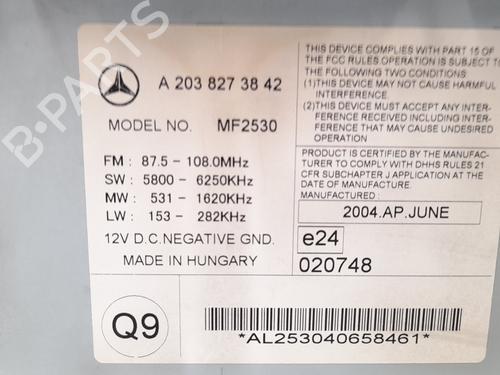 A 203 827 38 42
MODEL NO. MF2530
FM : 87.5 - 108.0MHz
SW : 5800 - 6250KHz
MW : 531 - 1620KHz
LW : 153 - 282KHz
12V D.C.NEGATIVE GND.
MADE IN HUNGARY
THIS DEVICE COMPLIES WITH PART 15 OF
THE FCC RULES OPERATION IS SUBJECT TO
THE FOLLOWING TWO CONDITIONS
(1)THIS DEVICE MAY NOT CAUSE HARMFUL
INTERFERENCE
(2)THIS DEVICE MUST ACCEPT ANY INTERFER-
ENCE RECEIVED INCLUDING INTERFER-
ENCE THAT MAY CAUSE UNDESIRED
OPERATION
PRODUCT IS CERTIFIED BY THE MANUFAC-
TURER TO COMPLY WITH DHHS RULES 21
CFR SUBCHAPTER J APPLICATION AT THE
DATE OF MANUFACTURE.
MANUFACTURED :
2004.AP.JUNE
e24
020748
Q9
*AL253040658461*
B-PARTS